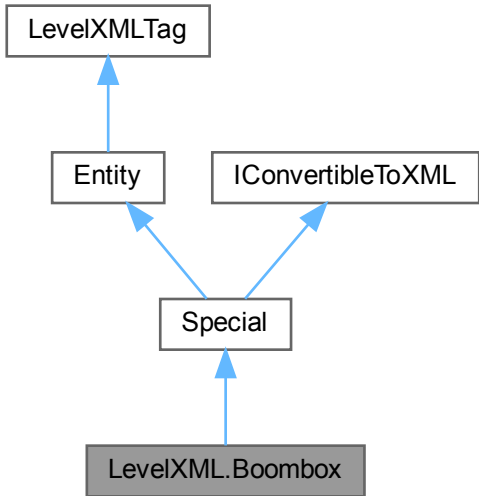 LevelXMLTag
Entity
IConvertibleToXML
Special
LevelXML.Boombox